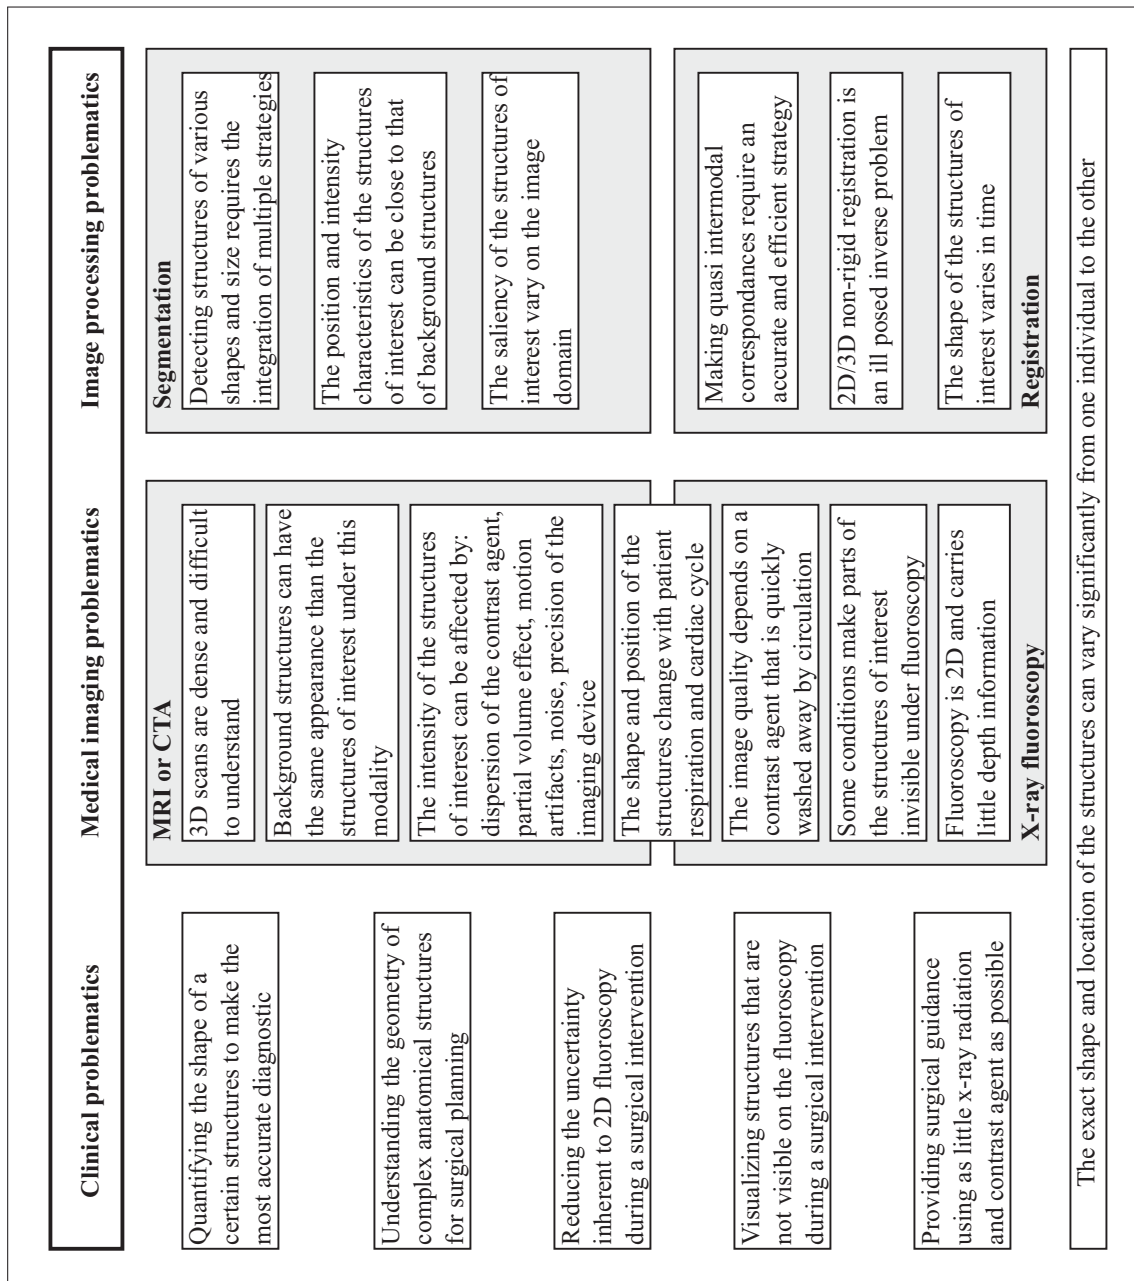 Clinical problematics
Medical imaging problematics
Image processing problematics
Quantifying the shape of a
certain structures to make the
most accurate diagnostic
Understanding the geometry of
complex anatomical structures
for surgical planning
Reducing the uncertainty
inherent to 2D fluoroscopy
during a surgical intervention
Visualizing structures that are
not visible on the fluoroscopy
during a surgical intervention
Providing surgical guidance
using as little x-ray radiation
and contrast agent as possible
MRI or CTA
3D scans are dense and difficult
to understand
Background structures can have
the same appearance than the
structures of interest under this
modality
The intensity of the structures
of interest can be affected by:
dispersion of the contrast agent,
partial volume effect, motion
artifacts, noise, precision of the
imaging device
The shape and position of the
structures change with patient
respiration and cardiac cycle
The image quality depends on a
contrast agent that is quickly
washed away by circulation
Some conditions make parts of
the structures of interest
invisible under fluoroscopy
Fluoroscopy is 2D and carries
little depth information
X-ray fluoroscopy
Segmentation
Detecting structures of various
shapes and size requires the
integration of multiple strategies
The position and intensity
characteristics of the structures
of interest can be close to that
of background structures
The saliency of the structures of
interest vary on the image
domain
Making quasi intermodal
correspondances require an
accurate and efficient strategy
2D/3D non-rigid registration is
an ill posed inverse problem
The shape of the structures of
interest varies in time
Registration
The exact shape and location of the structures can vary significantly from one individual to the other